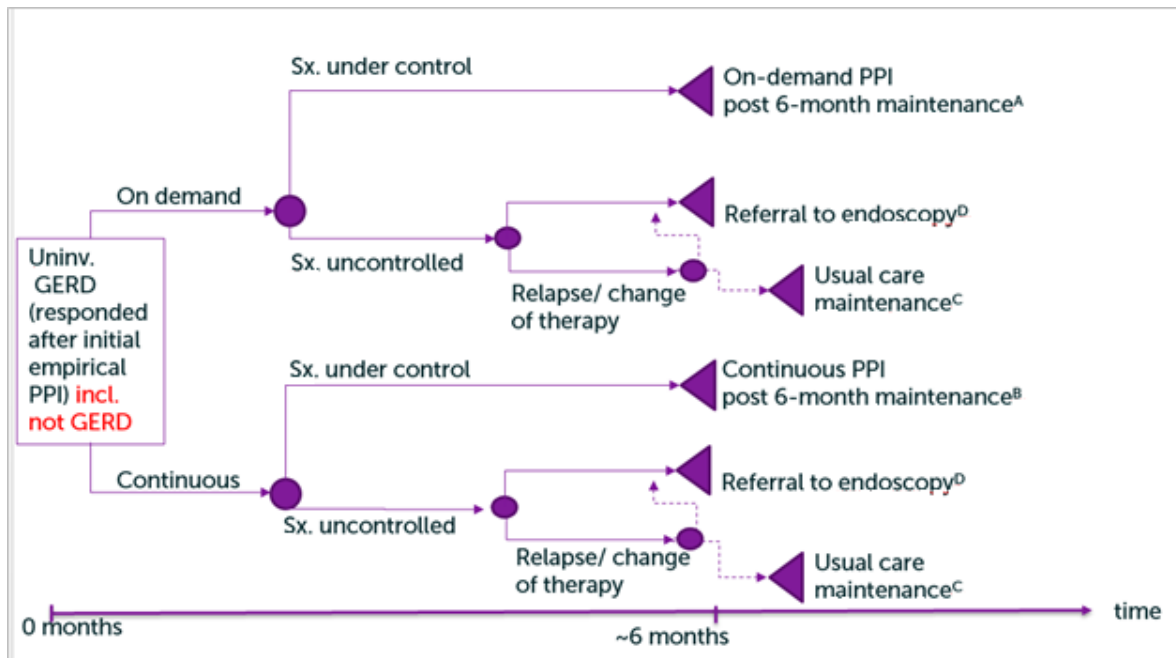 Sx. under control
On-demand PPI
post 6-month maintenanceᴬ
On demand
Referral to endoscopyᴰ
Sx. uncontrolled
Relapse/ change
of therapy
Usual care
maintenanceᶜ
Uninv.
GERD
(responded
after initial
empirical
PPI) incl.
not GERD
Sx. under control
Continuous PPI
post 6-month maintenanceᴮ
Continuous
Referral to endoscopyᴰ
Sx. uncontrolled
Relapse/ change
of therapy
Usual care
maintenanceᶜ
0 months
~6 months
time